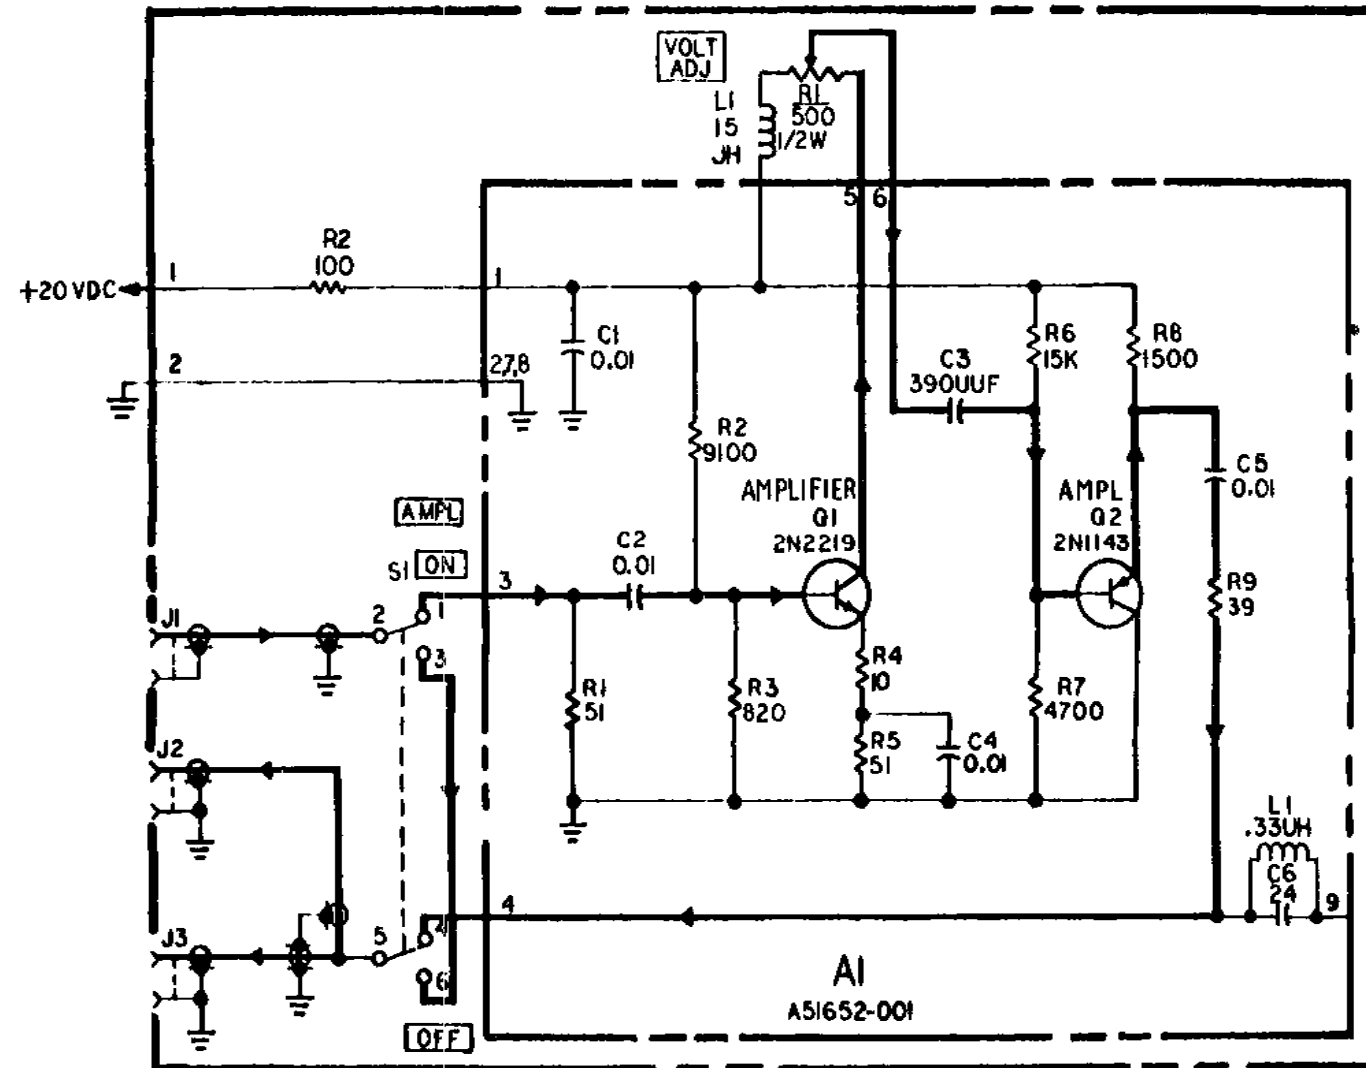 VOLT
ADJ
L1
15
R1
500
1/2W
5 6
R2
100
+20 VDC
1
1
2
2,7,8
C1
0.01
R2
9100
C3
390UUF
R6
15K
R8
1500
AMPLIFIER
Q1
2N2219
AMPL
Q2
2N1143
C5
0.01
R9
39
AMPL
S1 ON
C2
0.01
3
J1
2
1
3
R1
51
R3
820
R4
10
R5
51
C4
0.01
R7
4700
J2
L1
.33UH
C6
24
9
4
J3
5
6
OFF
A1
A51652-001